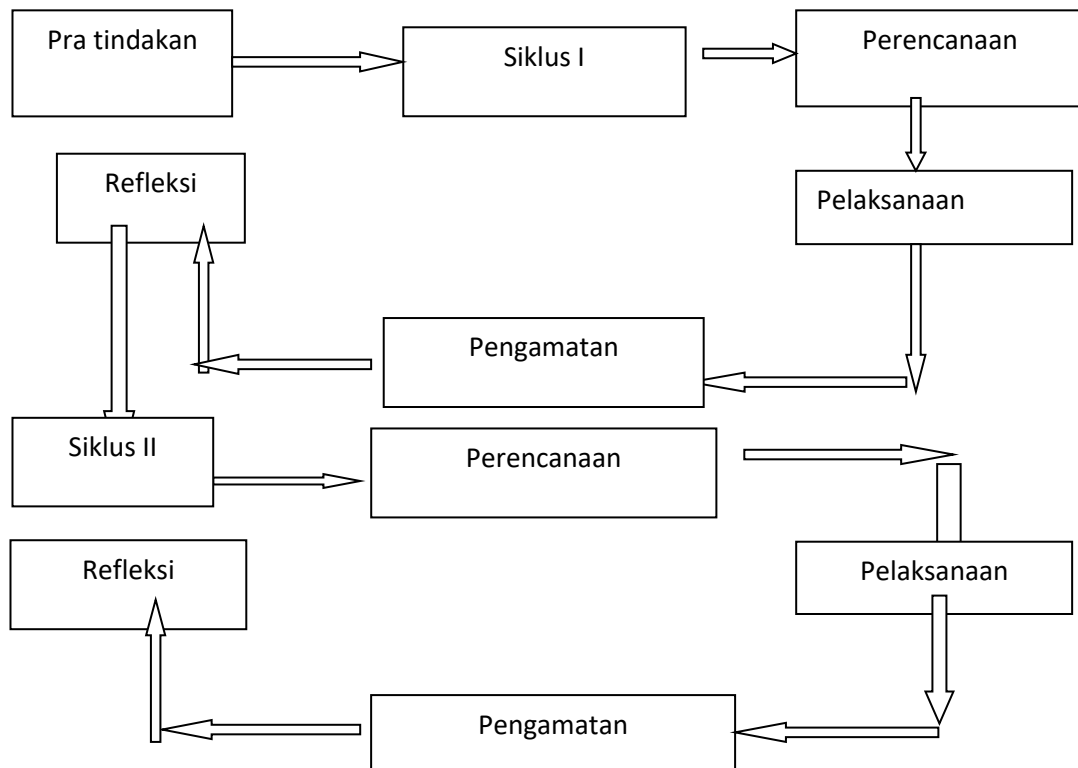 Pra tindakan
Siklus I
Perencanaan
Refleksi
Pelaksanaan
Pengamatan
Siklus II
Perencanaan
Refleksi
Pelaksanaan
Pengamatan